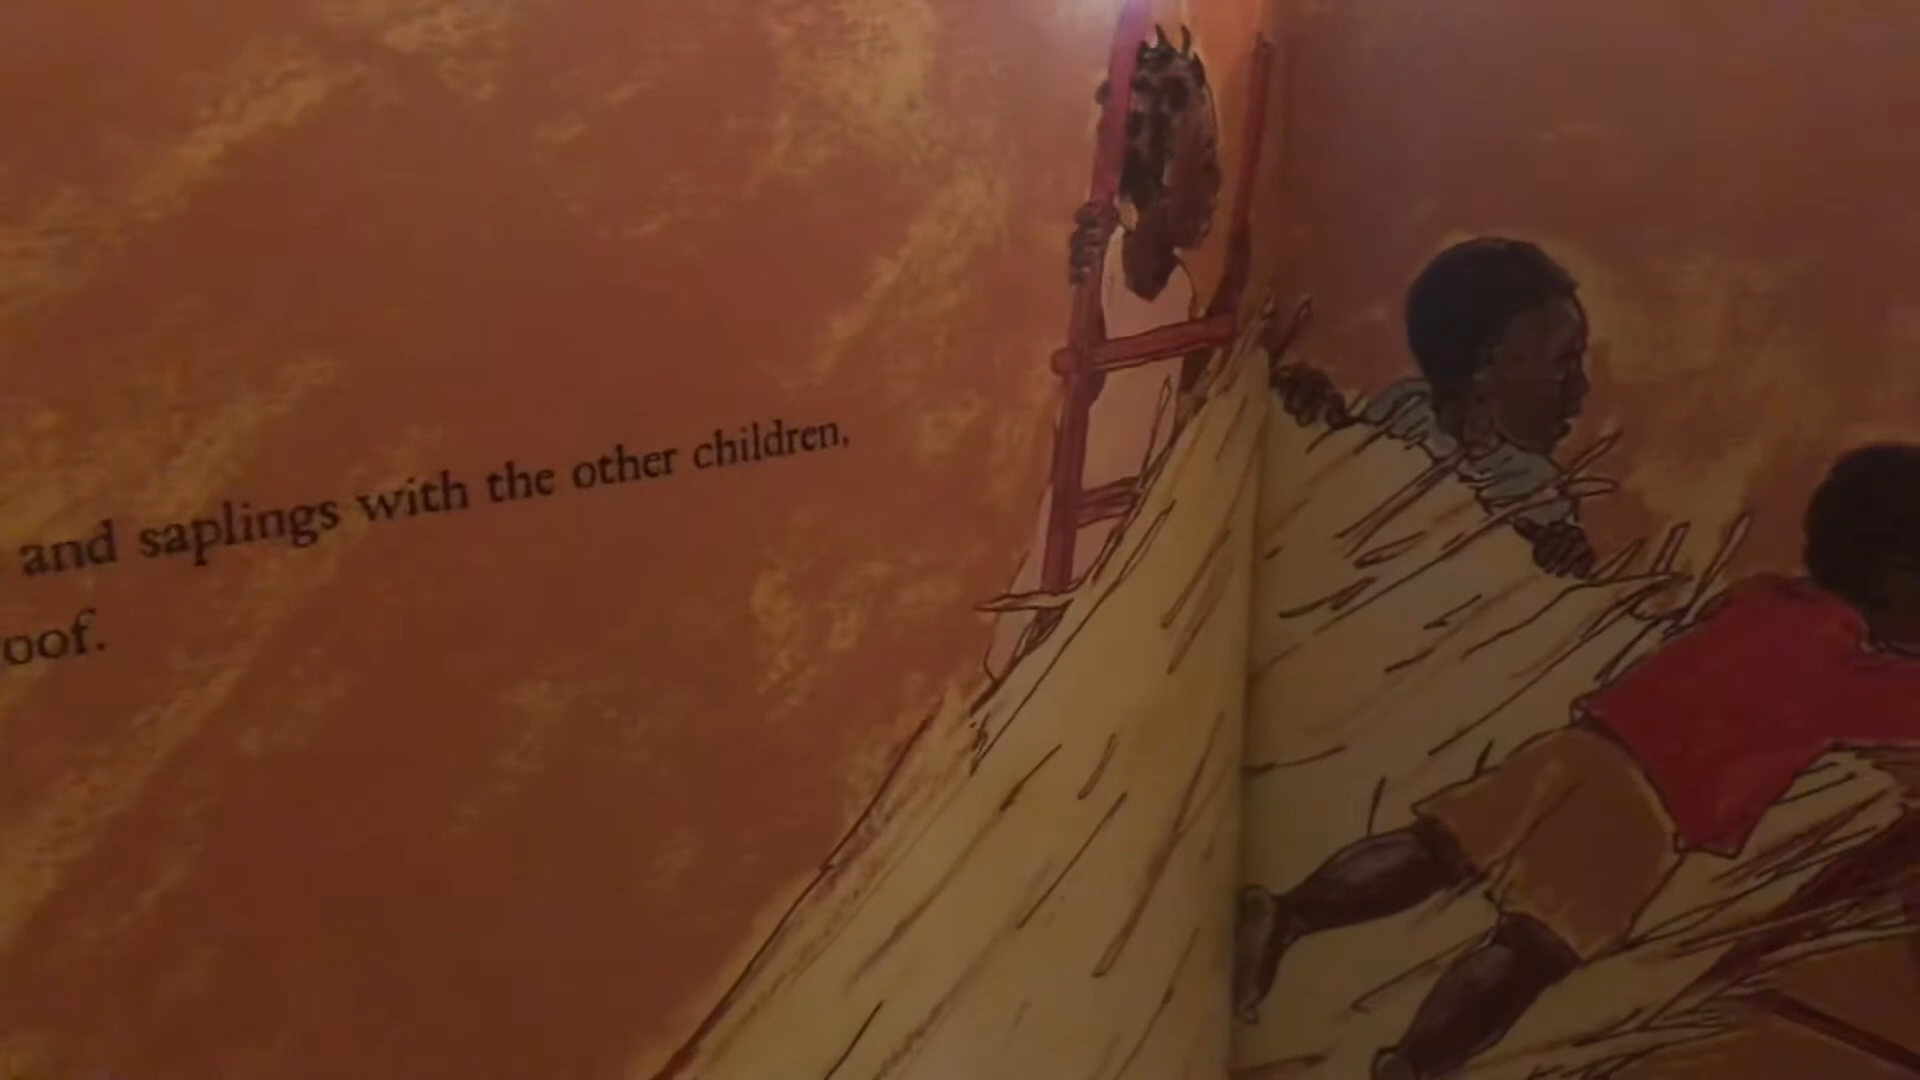 and saplings with the other children,
oof.